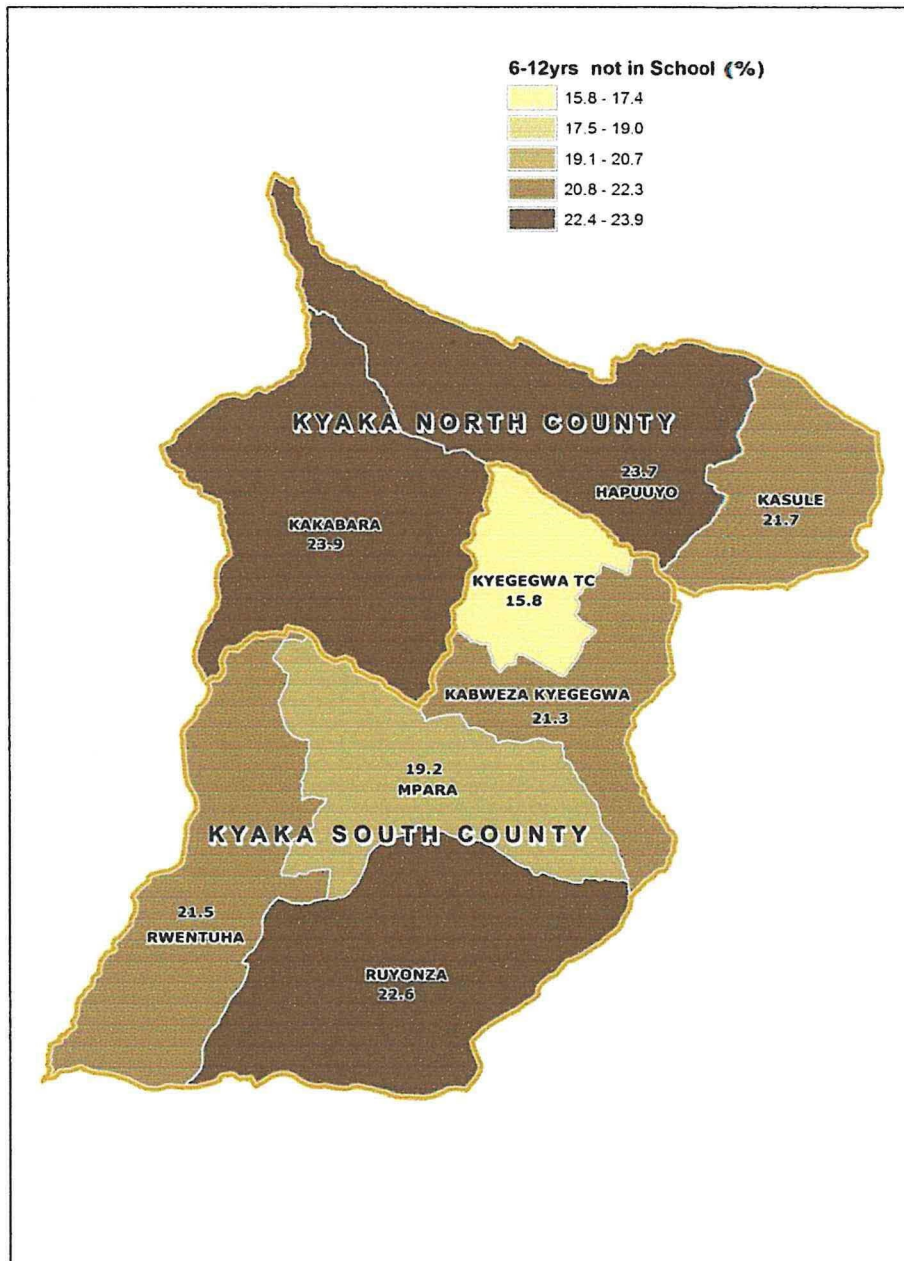 6-12yrs not in School (%)
15.8 - 17.4
17.5 - 19.0
19.1 - 20.7
20.8 - 22.3
22.4 - 23.9
KYAKA NORTH COUNTY
23.7
HAPUUYO
KASULE
21.7
KAKABARA
23.9
KYEGEGWA TC
15.8
KABWEZA KYEGEGWA
21.3
19.2
MPARA
KYAKA SOUTH COUNTY
21.5
RWENTUHA
RUYONZA
22.6